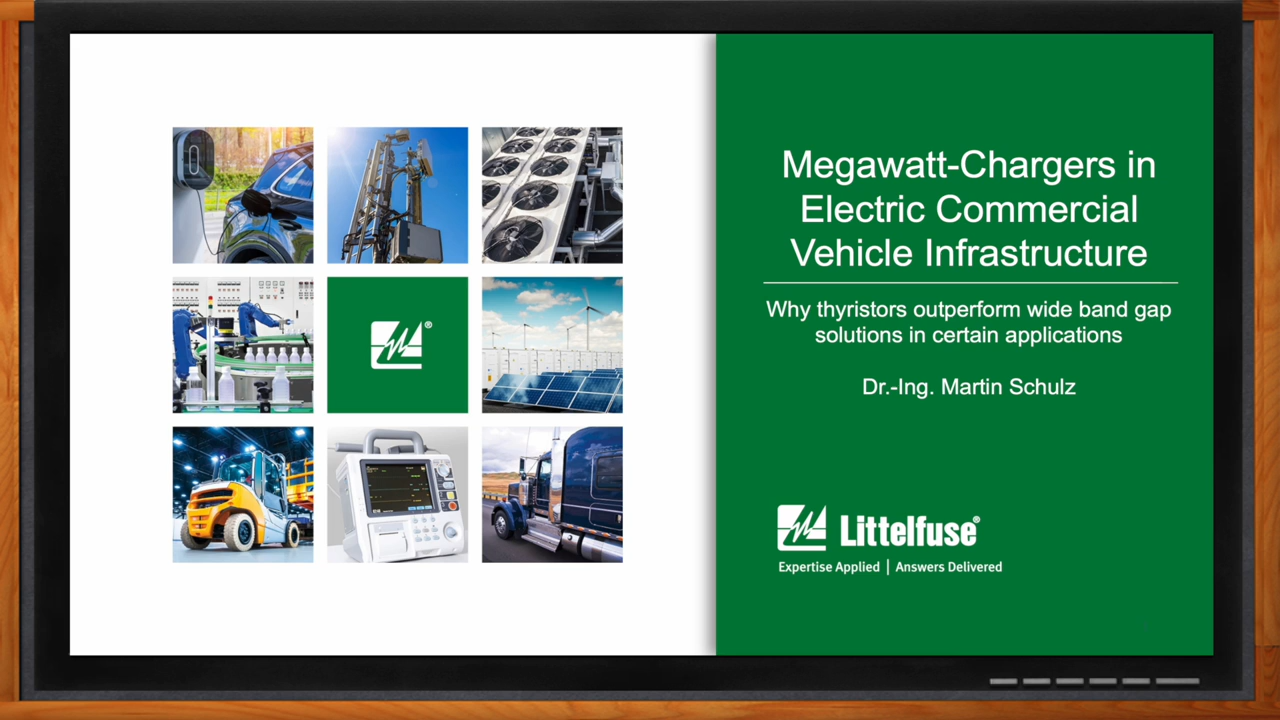 Megawatt-Chargers in
Electric Commercial
Vehicle Infrastructure
Why thyristors outperform wide band gap
solutions in certain applications
Dr.-Ing. Martin Schulz
®
Littelfuse®
Expertise Applied | Answers Delivered